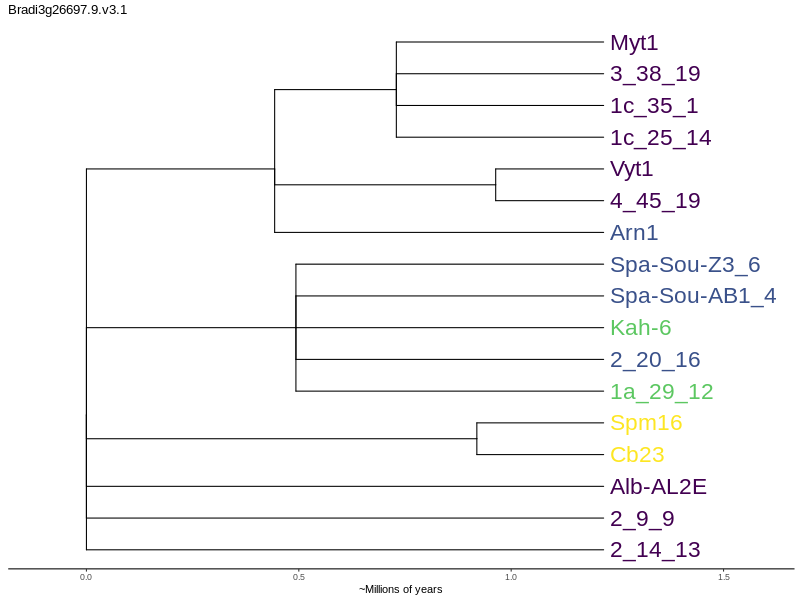 Bradi3g26697.9.v3.1
Myt1
3_38_19
1c_35_1
1c_25_14
Vyt1
4_45_19
Arn1
Spa-Sou-Z3_6
Spa-Sou-AB1_4
Kah-6
2_20_16
1a_29_12
Spm16
Cb23
Alb-AL2E
2_9_9
2_14_13
0.0 0.5 1.0 1.5
~Millions of years